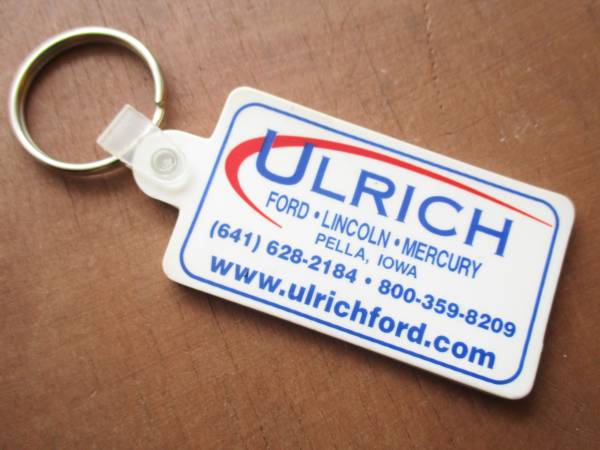 ULRICH
FORD • LINCOLN • MERCURY
PELLA, IOWA
(641) 628-2184 • 800-359-8209
www.ulrichford.com